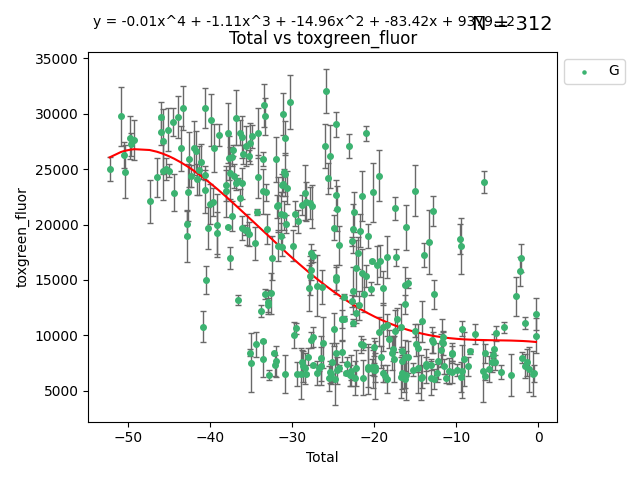 y = -0.01x^4 + -1.11x^3 + -14.96x^2 + -83.42x +
N = 312
Total vs toxgreen_fluor
35000
30000
25000
20000
15000
10000
5000
toxgreen_fluor
−50
−40
−30
−20
−10
0
Total
G